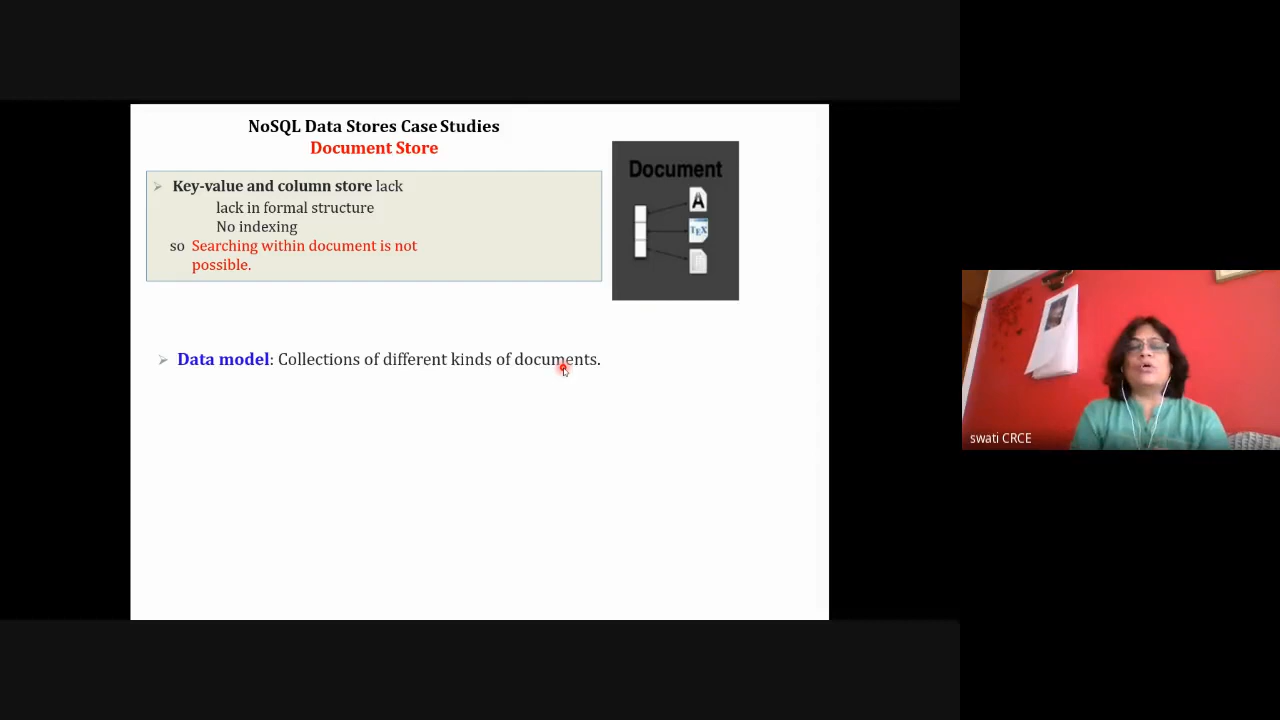 NoSQL Data Stores Case Studies
Document Store
Key-value and column store lack
lack in formal structure
No indexing
so Searching within document is not
possible.
Document
A
TEX
Data model: Collections of different kinds of documents.
swati CRCE